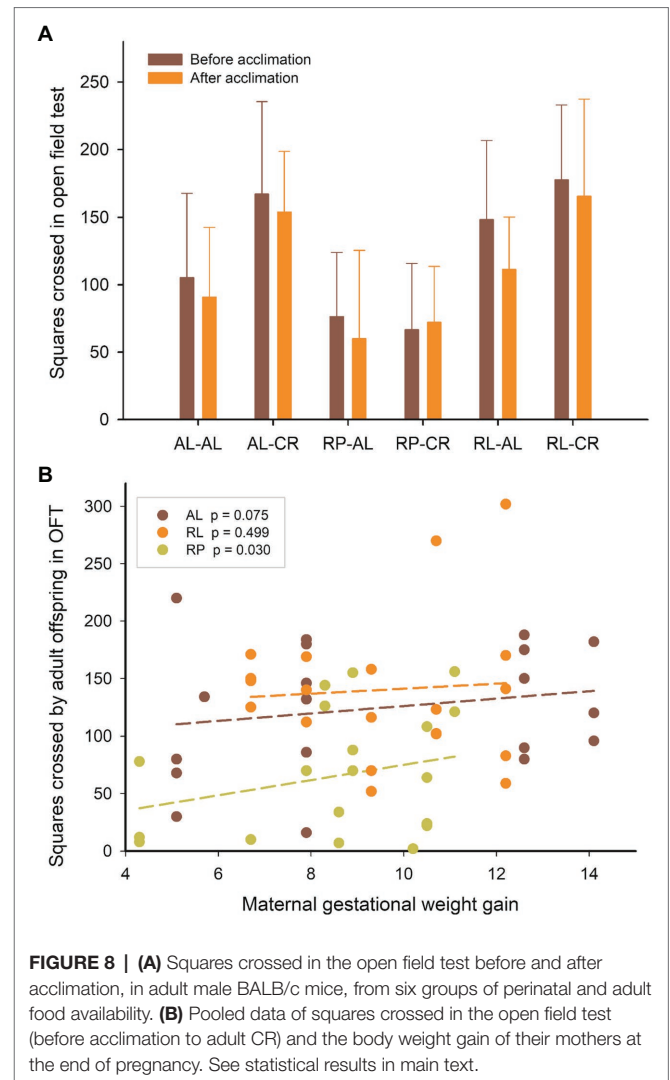 A
Before acclimation
After acclimation
Squares crossed in open field test
250
200
150
100
50
0
AL-AL AL-CR RP-AL RP-CR RL-AL RL-CR
B
AL p = 0.075
RL p = 0.499
RP p = 0.030
Squares crossed by adult offspring in OFT
300
250
200
150
100
50
0
4 6 8 10 12 14
Maternal gestational weight gain
FIGURE 8 | (A) Squares crossed in the open field test before and after
acclimation, in adult male BALB/c mice, from six groups of perinatal and adult
food availability. (B) Pooled data of squares crossed in the open field test
(before acclimation to adult CR) and the body weight gain of their mothers at
the end of pregnancy. See statistical results in main text.